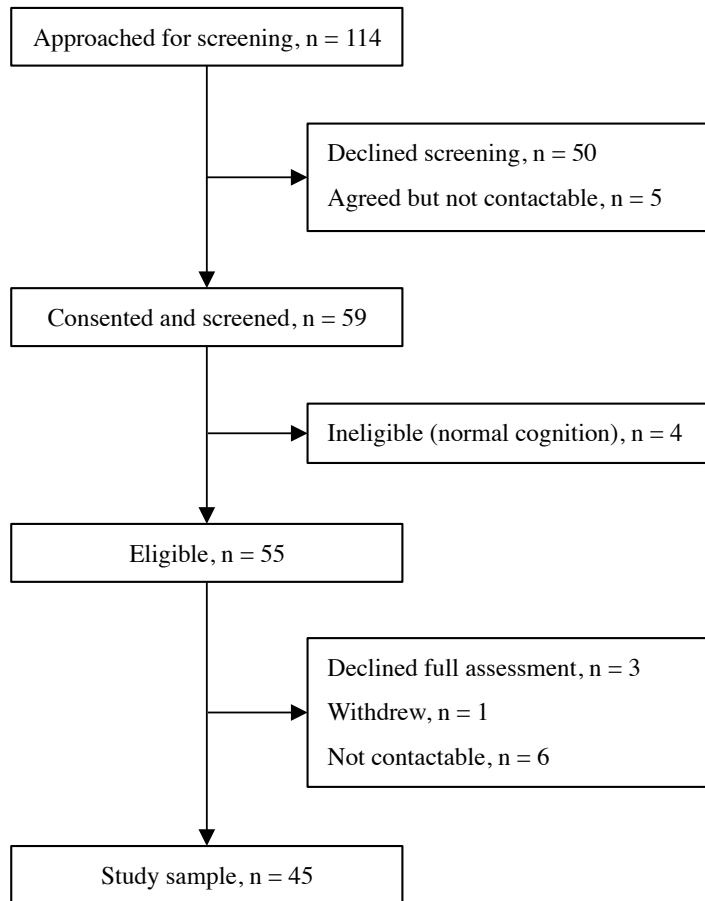 Approached for screening, n = 114
Declined screening, n = 50
Agreed but not contactable, n = 5
Consented and screened, n = 59
Ineligible (normal cognition), n = 4
Eligible, n = 55
Declined full assessment, n = 3
Withdrew, n = 1
Not contactable, n = 6
Study sample, n = 45